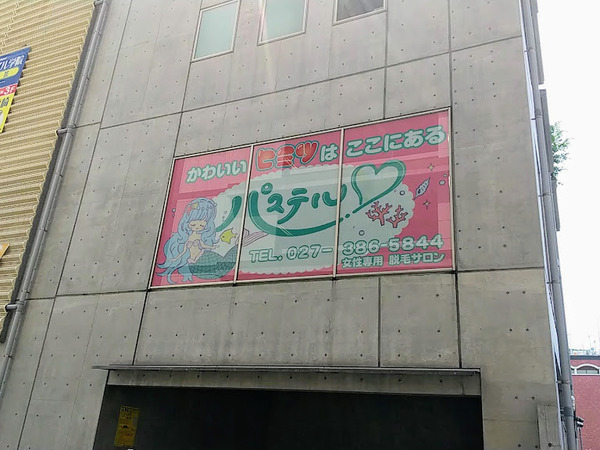 かわいい ヒミツは ここにある
パステル
TEL. 027-386-5844
女性専用 脱毛サロン